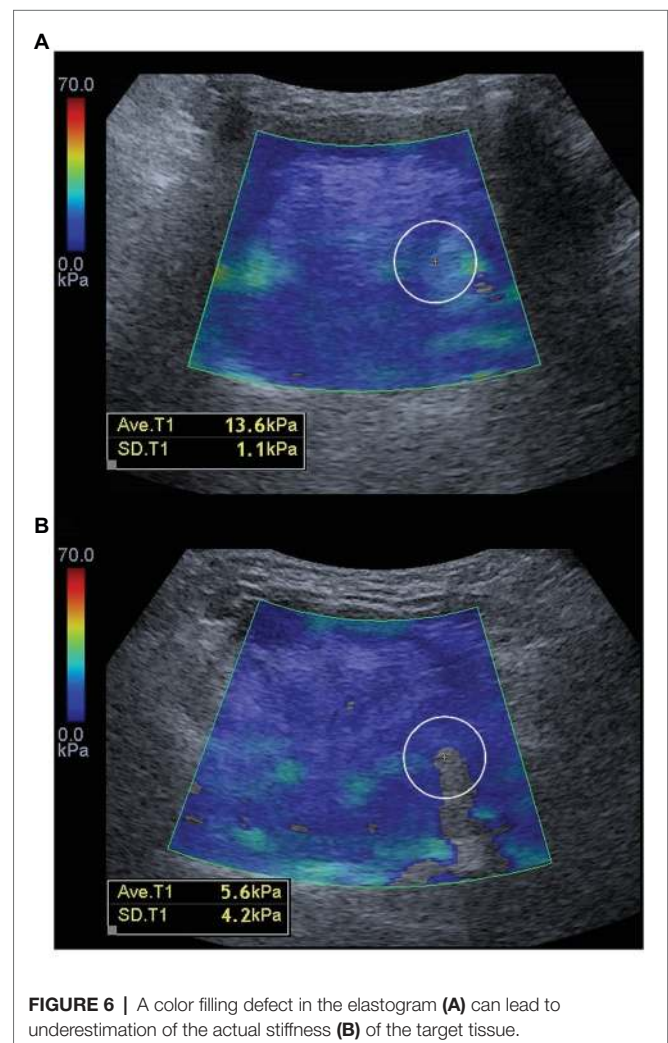 A
70.0
0.0
kPa
Ave.T1 13.6kPa
SD.T1 1.1kPa
B
70.0
0.0
kPa
Ave.T1 5.6kPa
SD.T1 4.2kPa
FIGURE 6 | A color filling defect in the elastogram (A) can lead to
underestimation of the actual stiffness (B) of the target tissue.